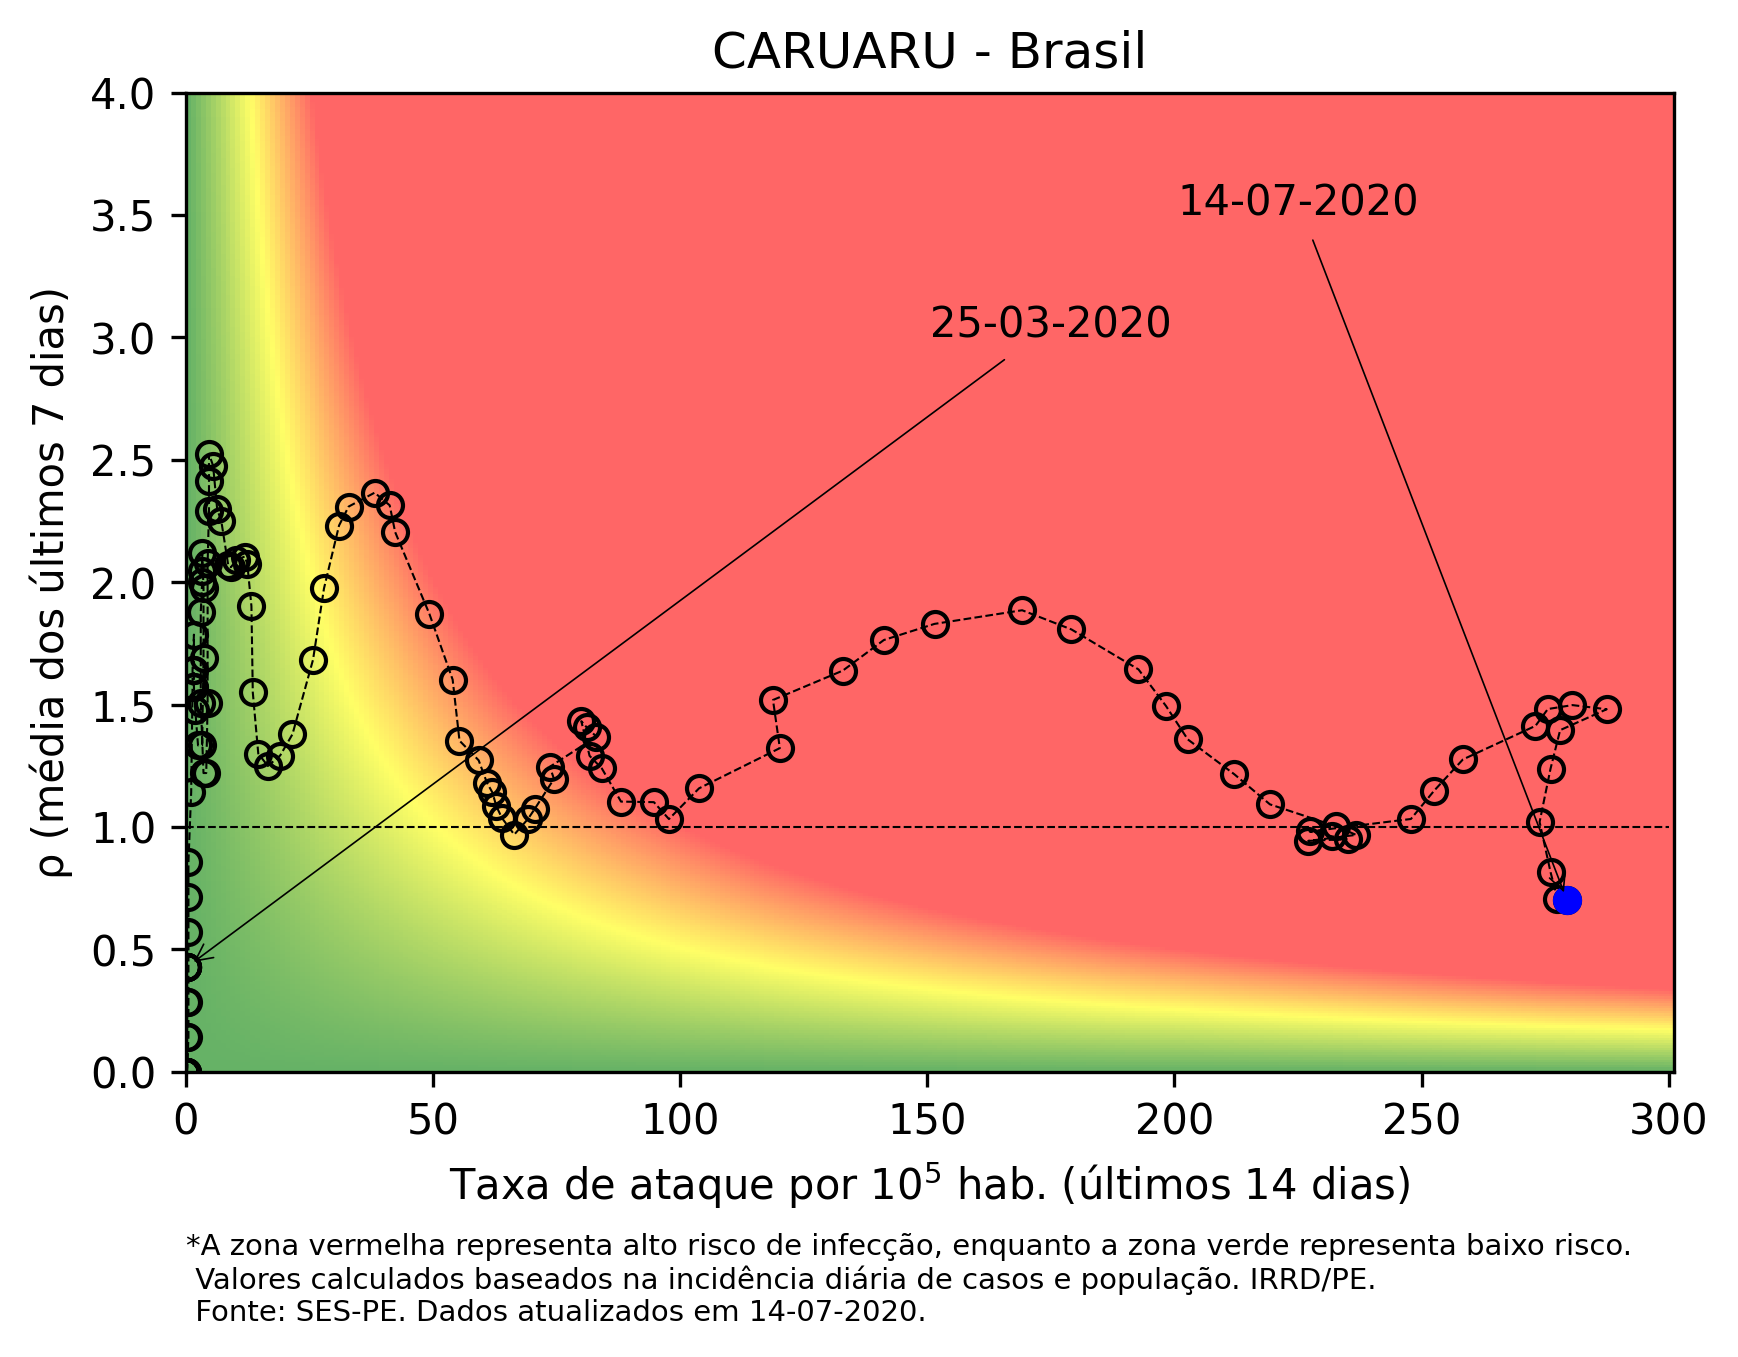 CARUARU - Brasil
4.0
3.5
3.0
2.5
2.0
1.5
1.0
0.5
0.0
ρ (média dos últimos 7 dias)
14-07-2020
25-03-2020
0 50 100 150 200 250 300
Taxa de ataque por 10⁵ hab. (últimos 14 dias)
*A zona vermelha representa alto risco de infecção, enquanto a zona verde representa baixo risco.
Valores calculados baseados na incidência diária de casos e população. IRRD/PE.
Fonte: SES-PE. Dados atualizados em 14-07-2020.